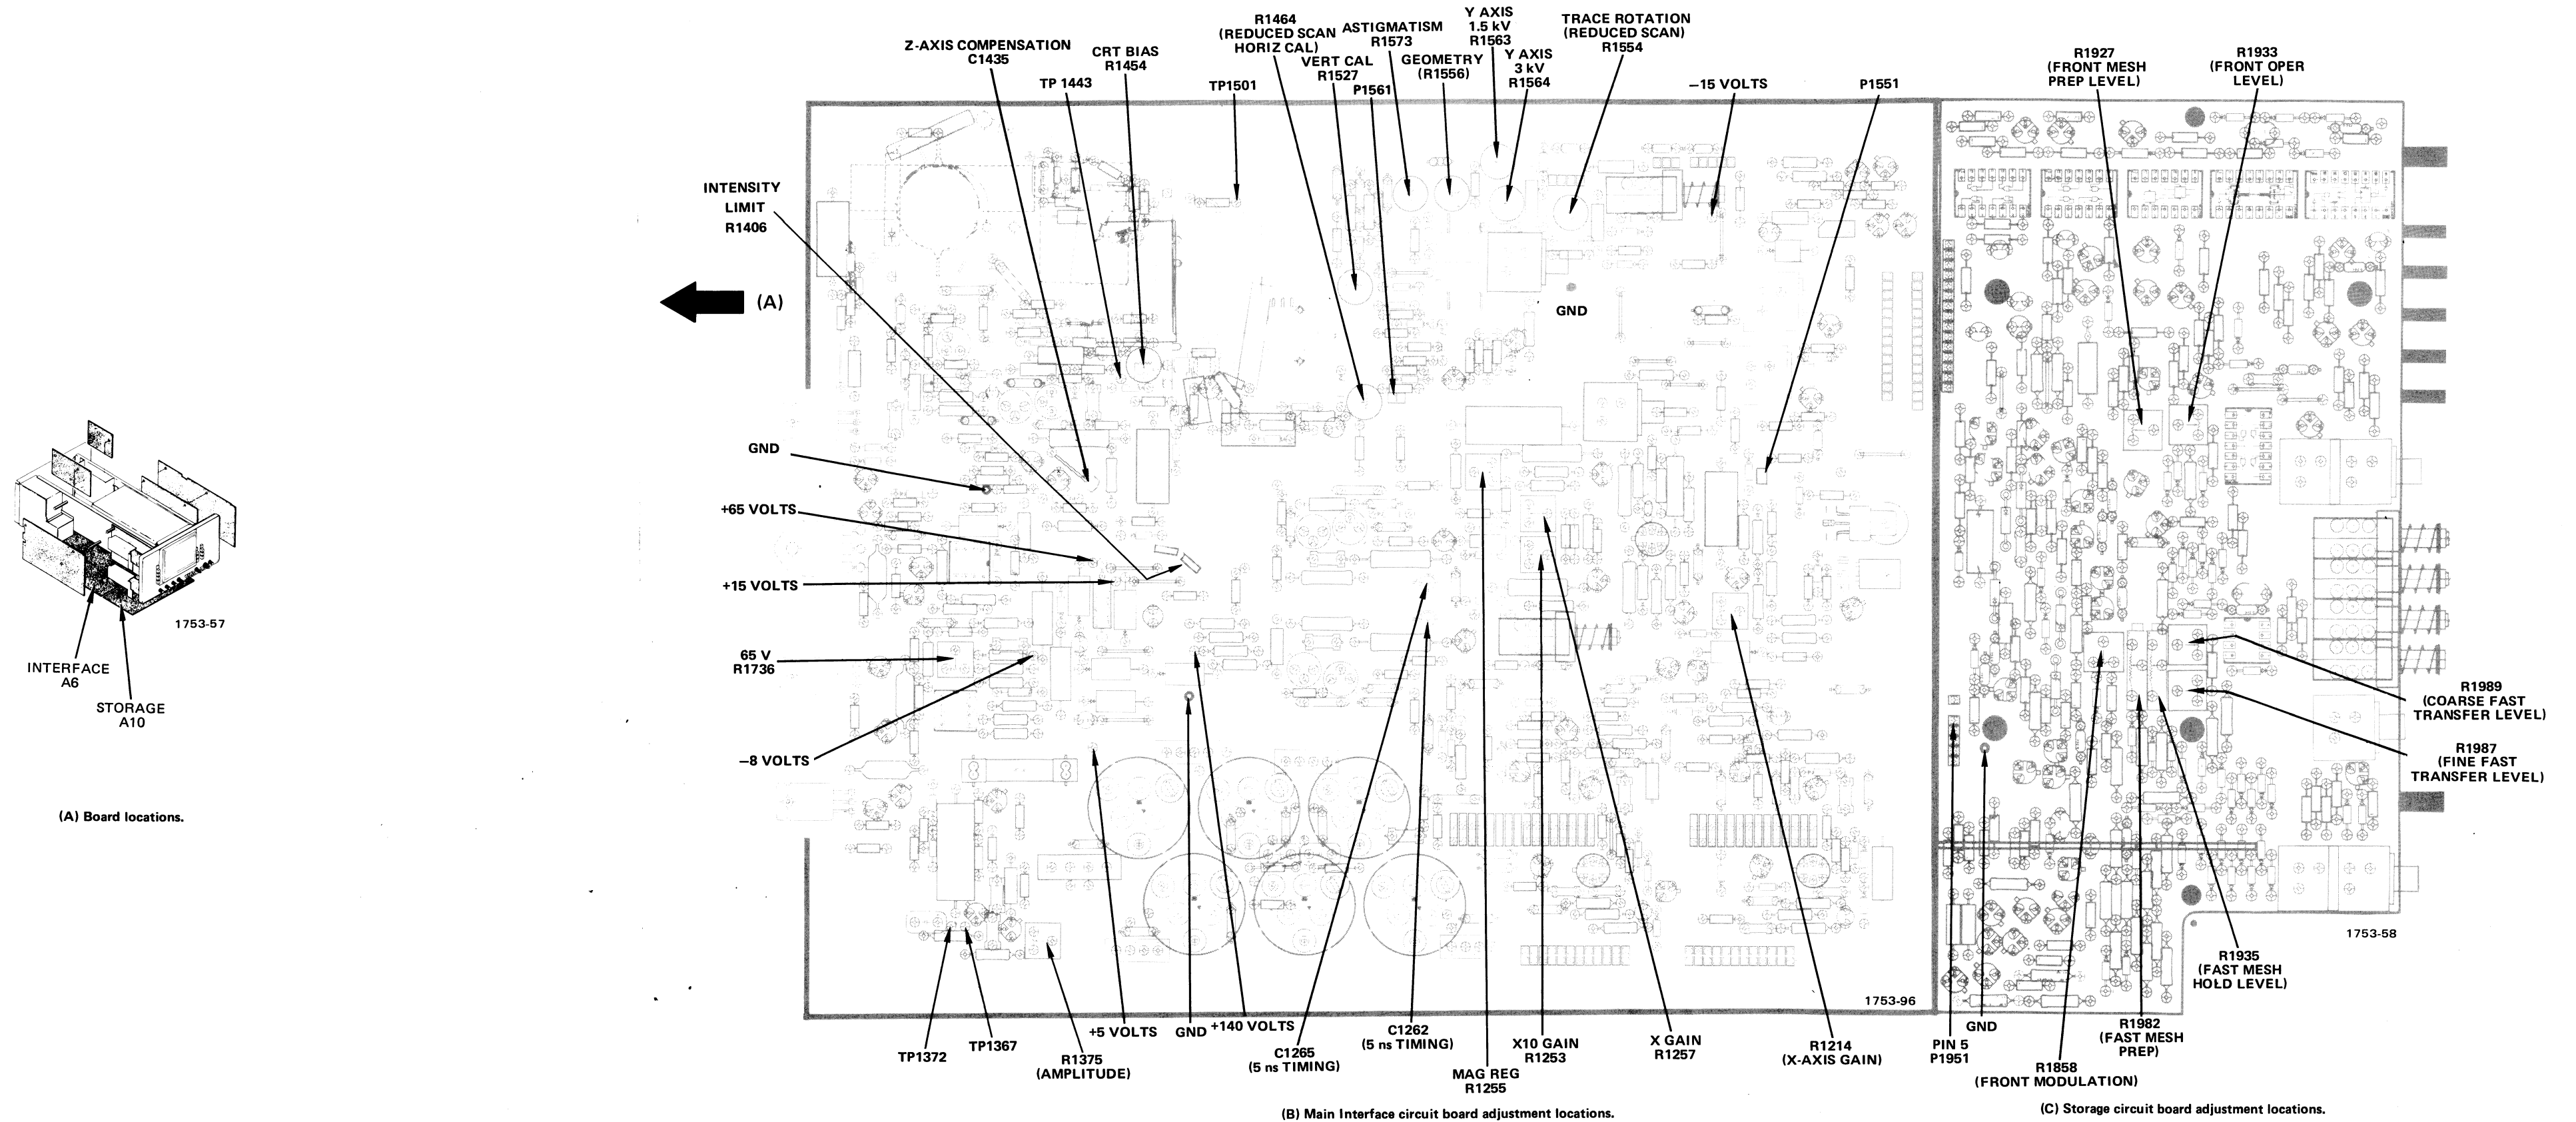 Z-AXIS COMPENSATION
C1435
TP 1443
CRT BIAS
R1454
TP1501
R1464
(REDUCED SCAN
HORIZ CAL)
VERT CAL
R1527
ASTIGMATISM
R1573
P1561
GEOMETRY
(R1556)
Y AXIS
1.5 kV
R1563
Y AXIS
3 kV
R1564
TRACE ROTATION
(REDUCED SCAN)
R1554
−15 VOLTS
P1551
R1927
(FRONT MESH
PREP LEVEL)
R1933
(FRONT OPER
LEVEL)
INTENSITY
LIMIT
R1406
(A)
GND
GND
+65 VOLTS
+15 VOLTS
65 V
R1736
−8 VOLTS
1753-57
INTERFACE
A6
STORAGE
A10
(A) Board locations.
R1989
(COARSE FAST
TRANSFER LEVEL)
R1987
(FINE FAST
TRANSFER LEVEL)
1753-58
R1935
(FAST MESH
HOLD LEVEL)
1753-96
TP1372
TP1367
R1375
(AMPLITUDE)
+5 VOLTS
GND
+140 VOLTS
C1265
(5 ns TIMING)
C1262
(5 ns TIMING)
MAG REG
R1255
X10 GAIN
R1253
X GAIN
R1257
R1214
(X-AXIS GAIN)
PIN 5
P1951
GND
R1858
(FRONT MODULATION)
R1982
(FAST MESH
PREP)
(B) Main Interface circuit board adjustment locations.
(C) Storage circuit board adjustment locations.